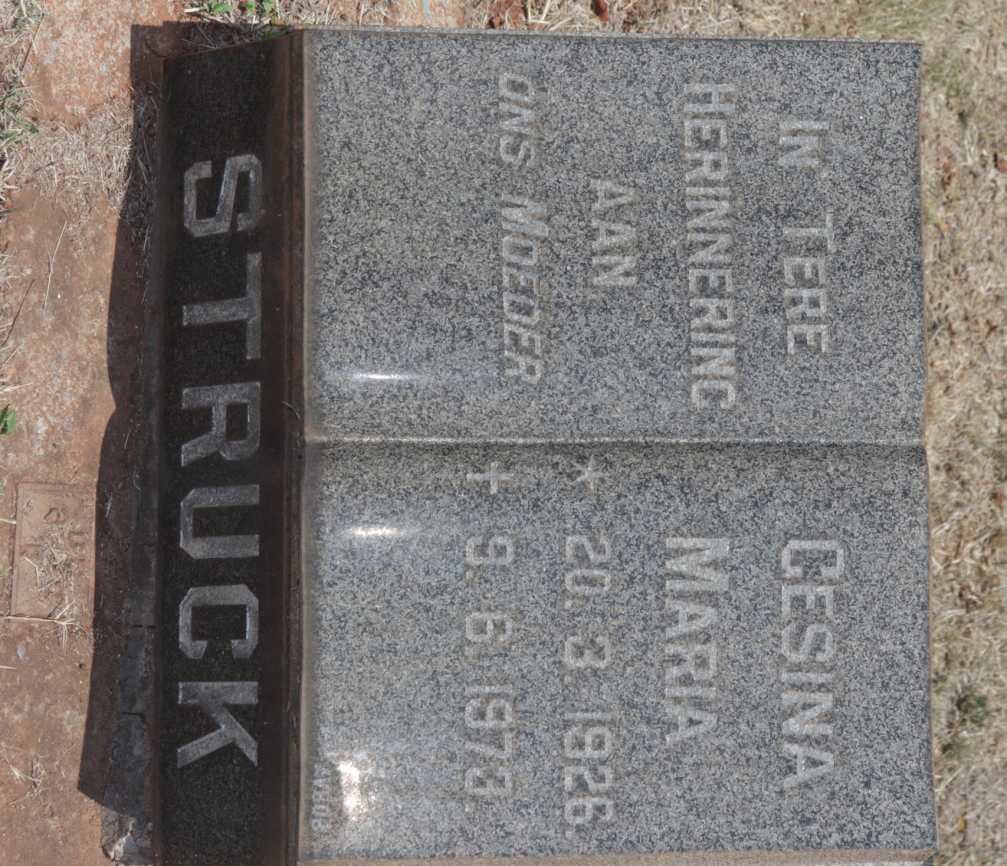 IN TERE
HERINNERING
AAN
ONS MOEDER
GESINA
MARIA
* 20. 3. 1926.
† 9. 6. 1973.
STRUCK